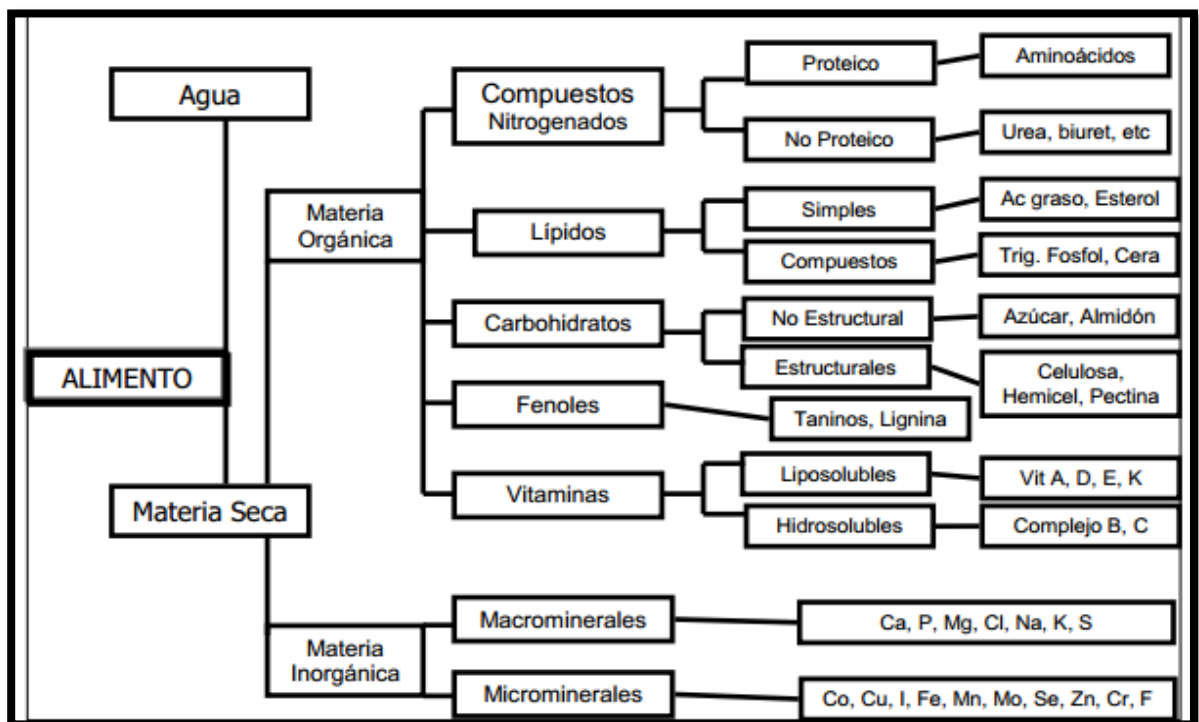 Agua
ALIMENTO
Materia Seca
Materia
Orgánica
Materia
Inorgánica
Compuestos
Nitrogenados
Proteico
Aminoácidos
No Proteico
Urea, biuret, etc
Lípidos
Simples
Ac graso, Esterol
Compuestos
Trig. Fosfol, Cera
Carbohidratos
No Estructural
Azúcar, Almidón
Estructurales
Celulosa,
Hemicel, Pectina
Fenoles
Taninos, Lignina
Vitaminas
Liposolubles
Vit A, D, E, K
Hidrosolubles
Complejo B, C
Macrominerales
Ca, P, Mg, Cl, Na, K, S
Microminerales
Co, Cu, I, Fe, Mn, Mo, Se, Zn, Cr, F